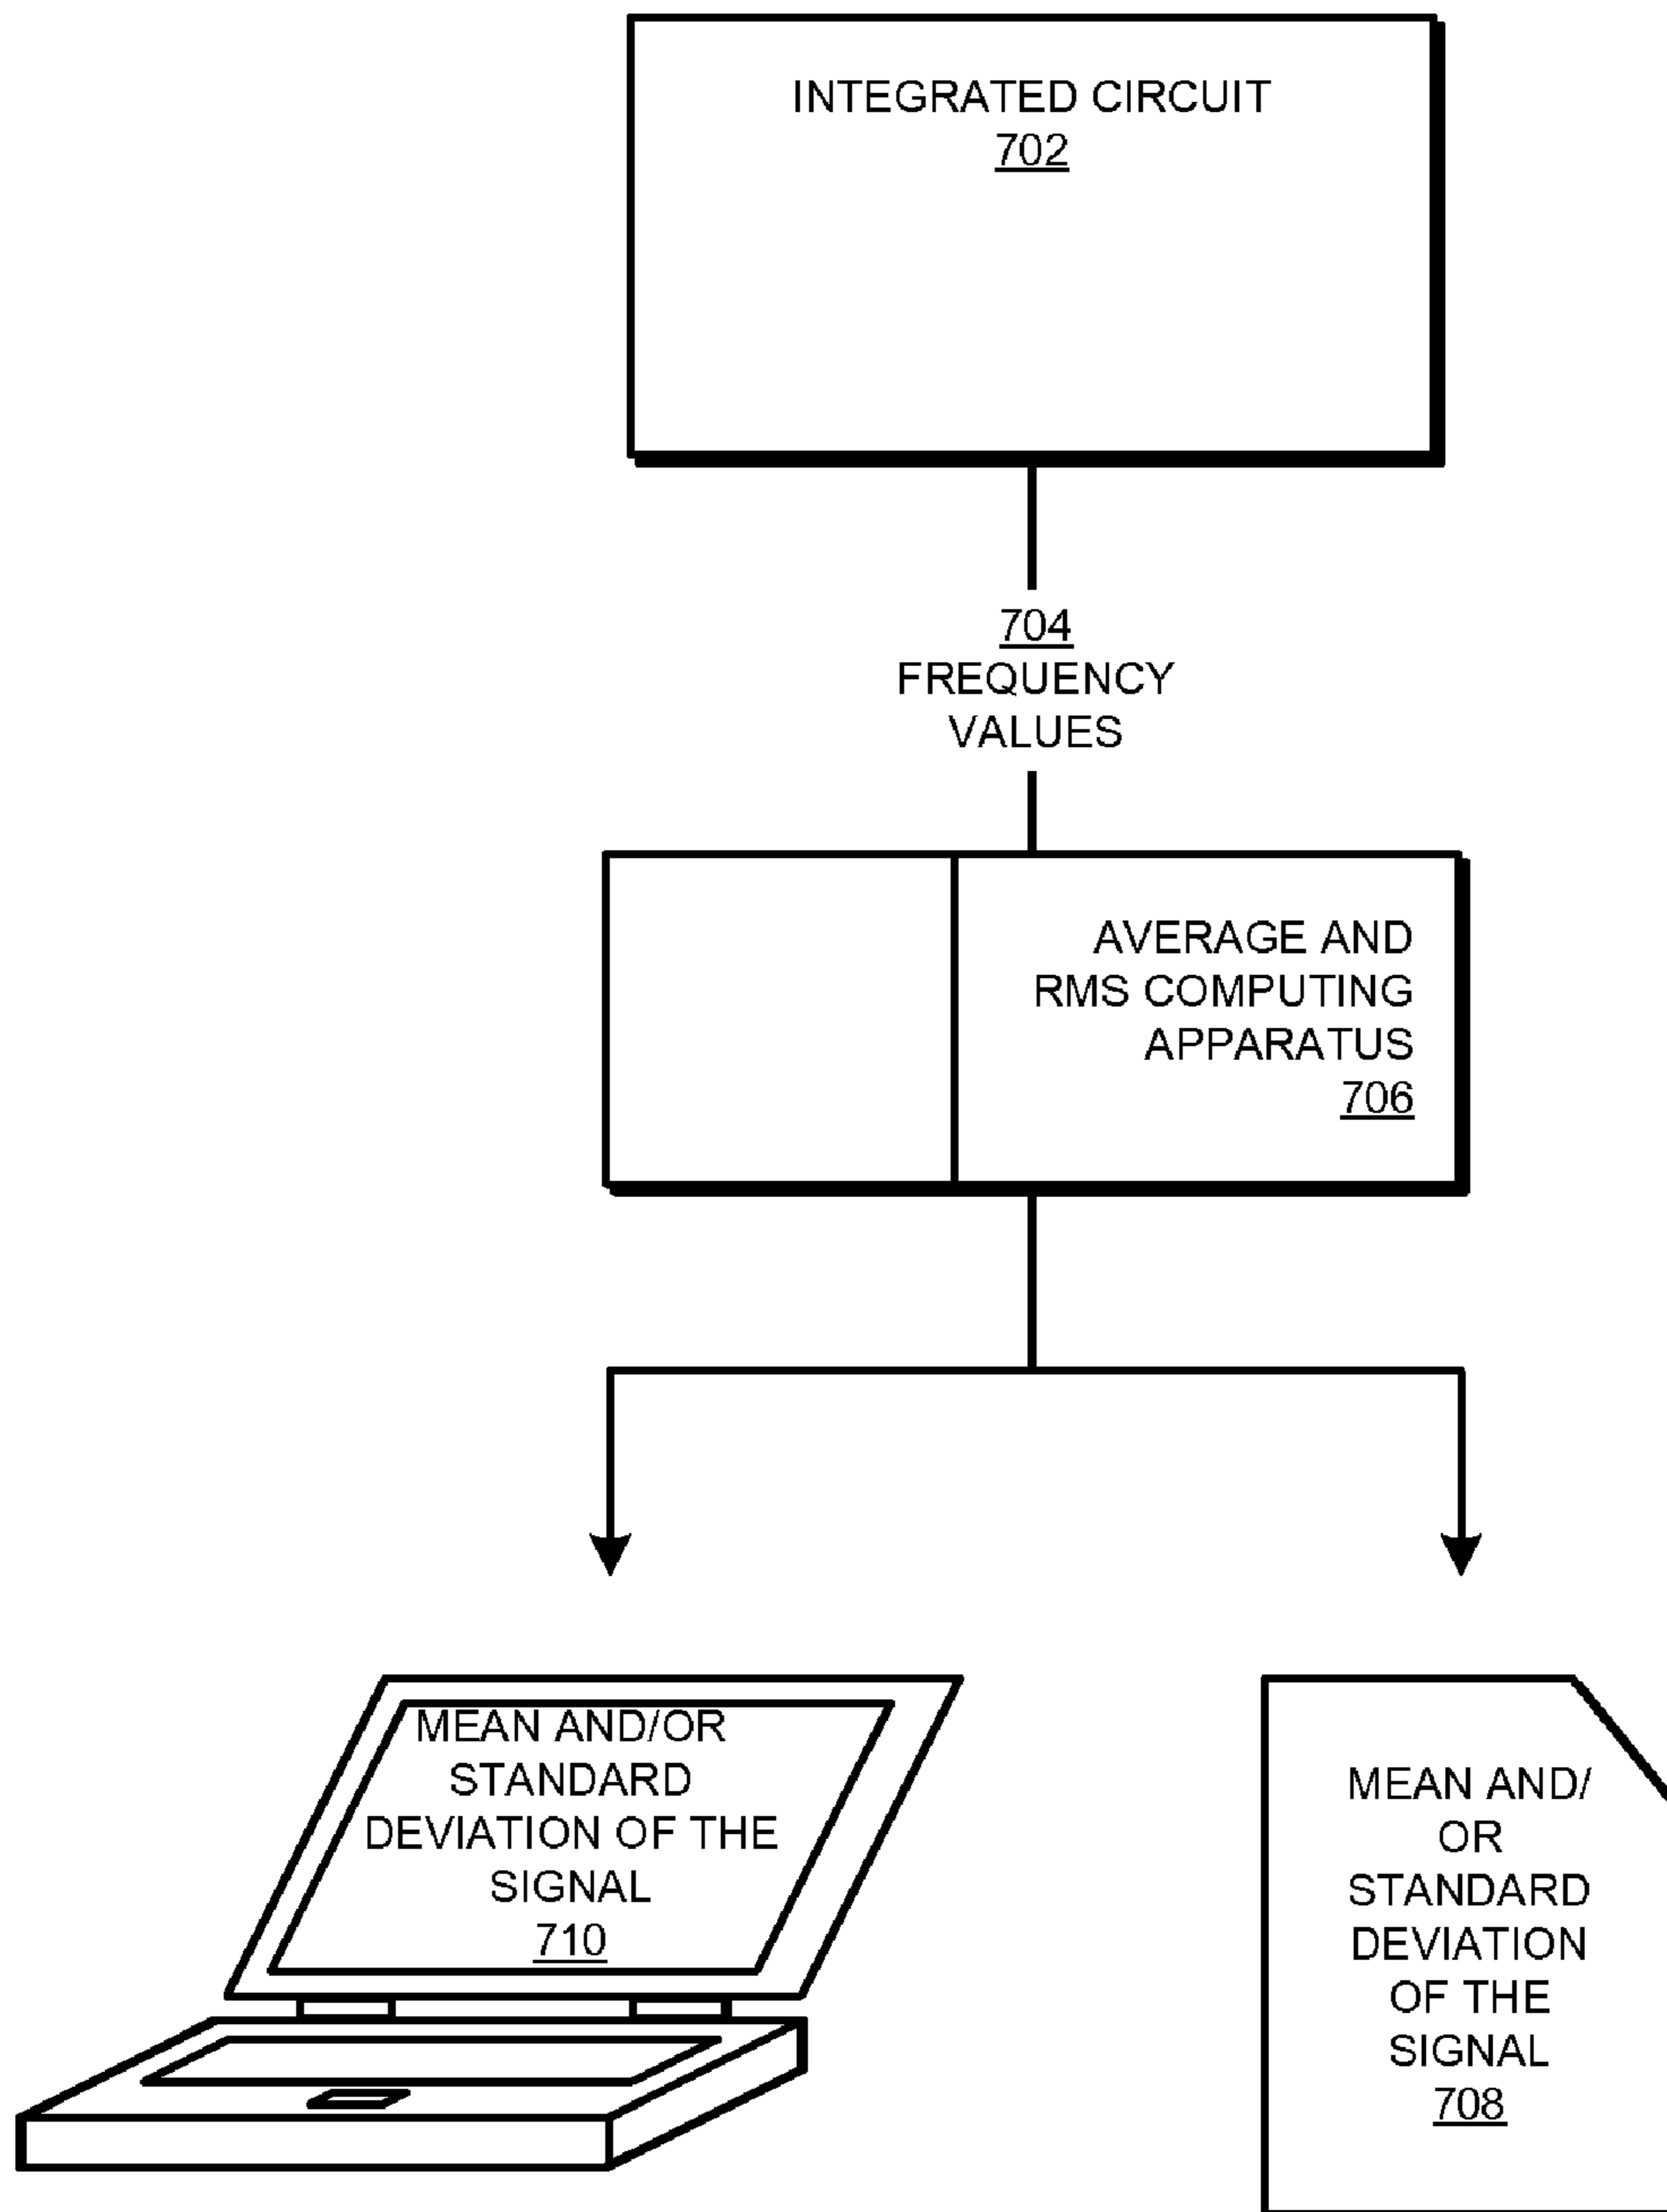 INTEGRATED CIRCUIT
702
704
FREQUENCY
VALUES
AVERAGE AND
RMS COMPUTING
APPARATUS
706
MEAN AND/OR
STANDARD
DEVIATION OF THE
SIGNAL
710
MEAN AND/
OR
STANDARD
DEVIATION
OF THE
SIGNAL
708